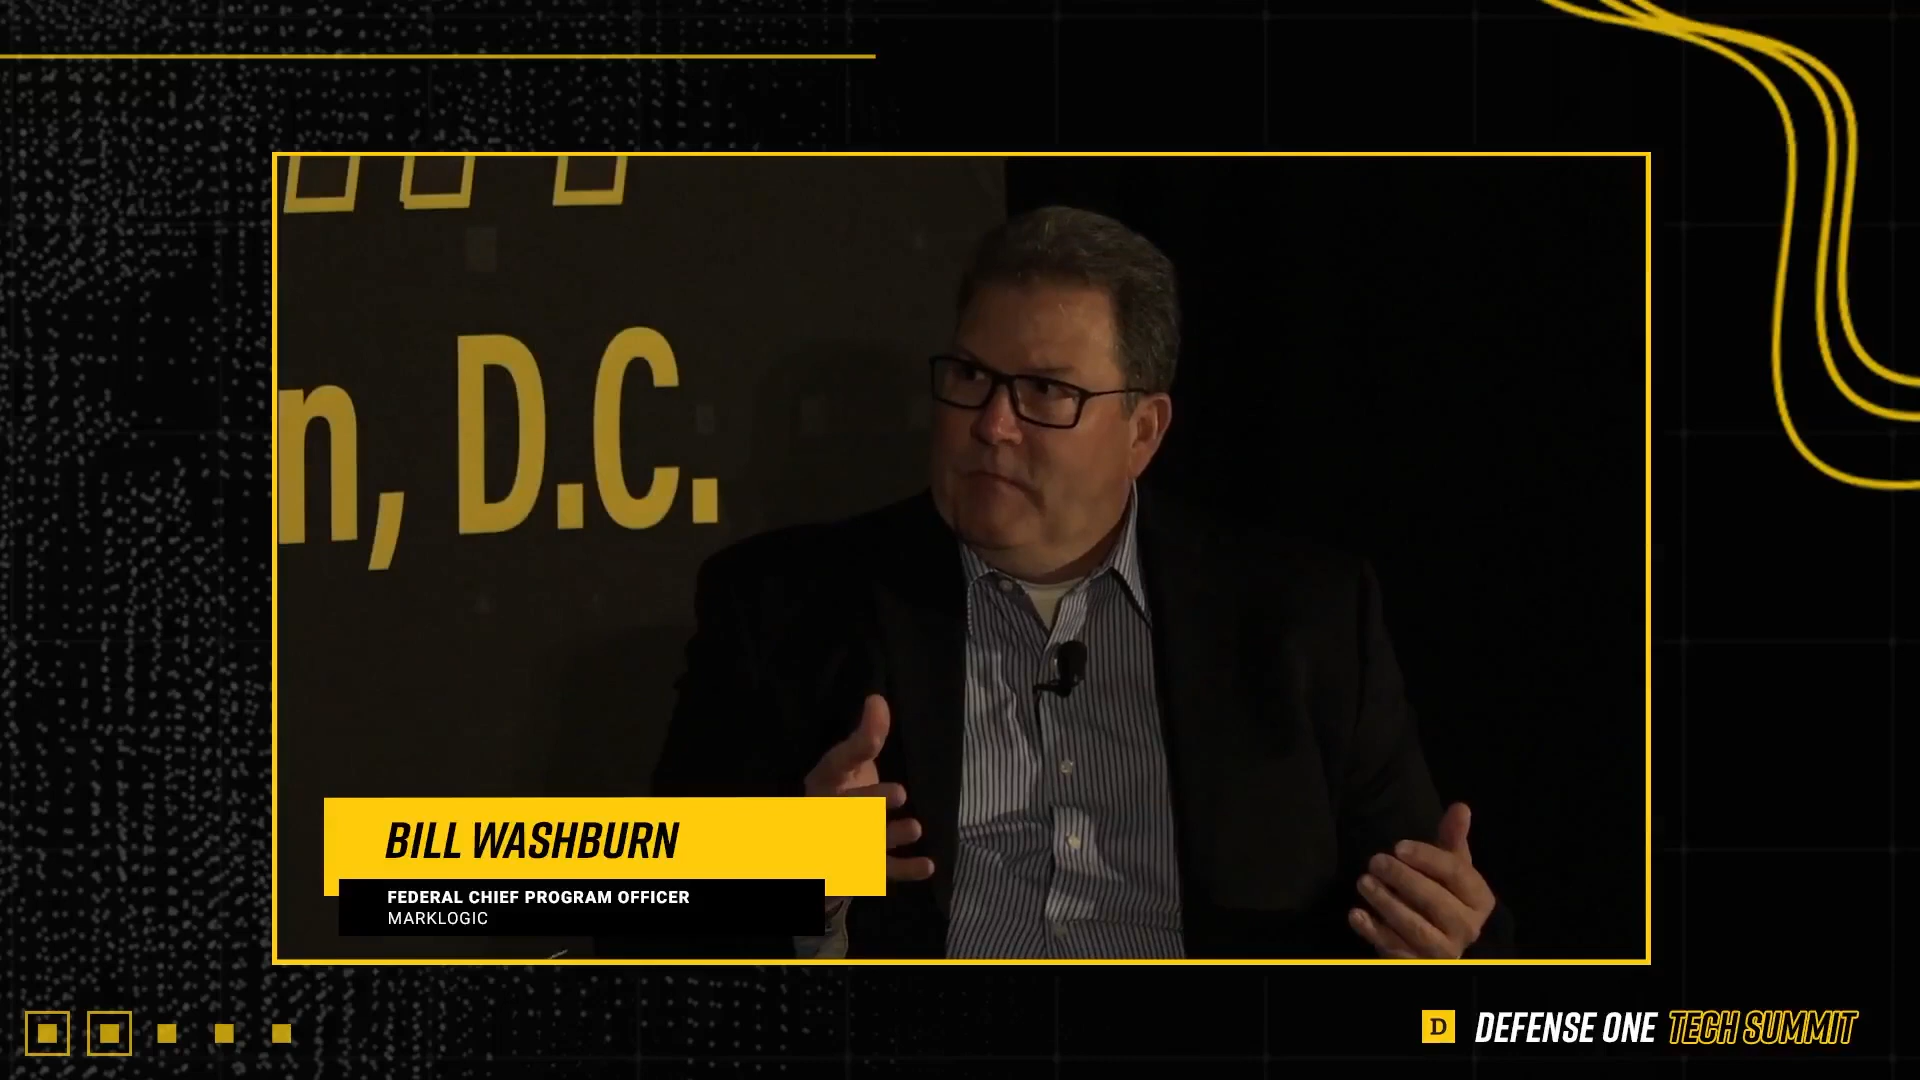 n, D.C.
BILL WASHBURN
FEDERAL CHIEF PROGRAM OFFICER
MARKLOGIC
D DEFENSE ONE TECH SUMMIT